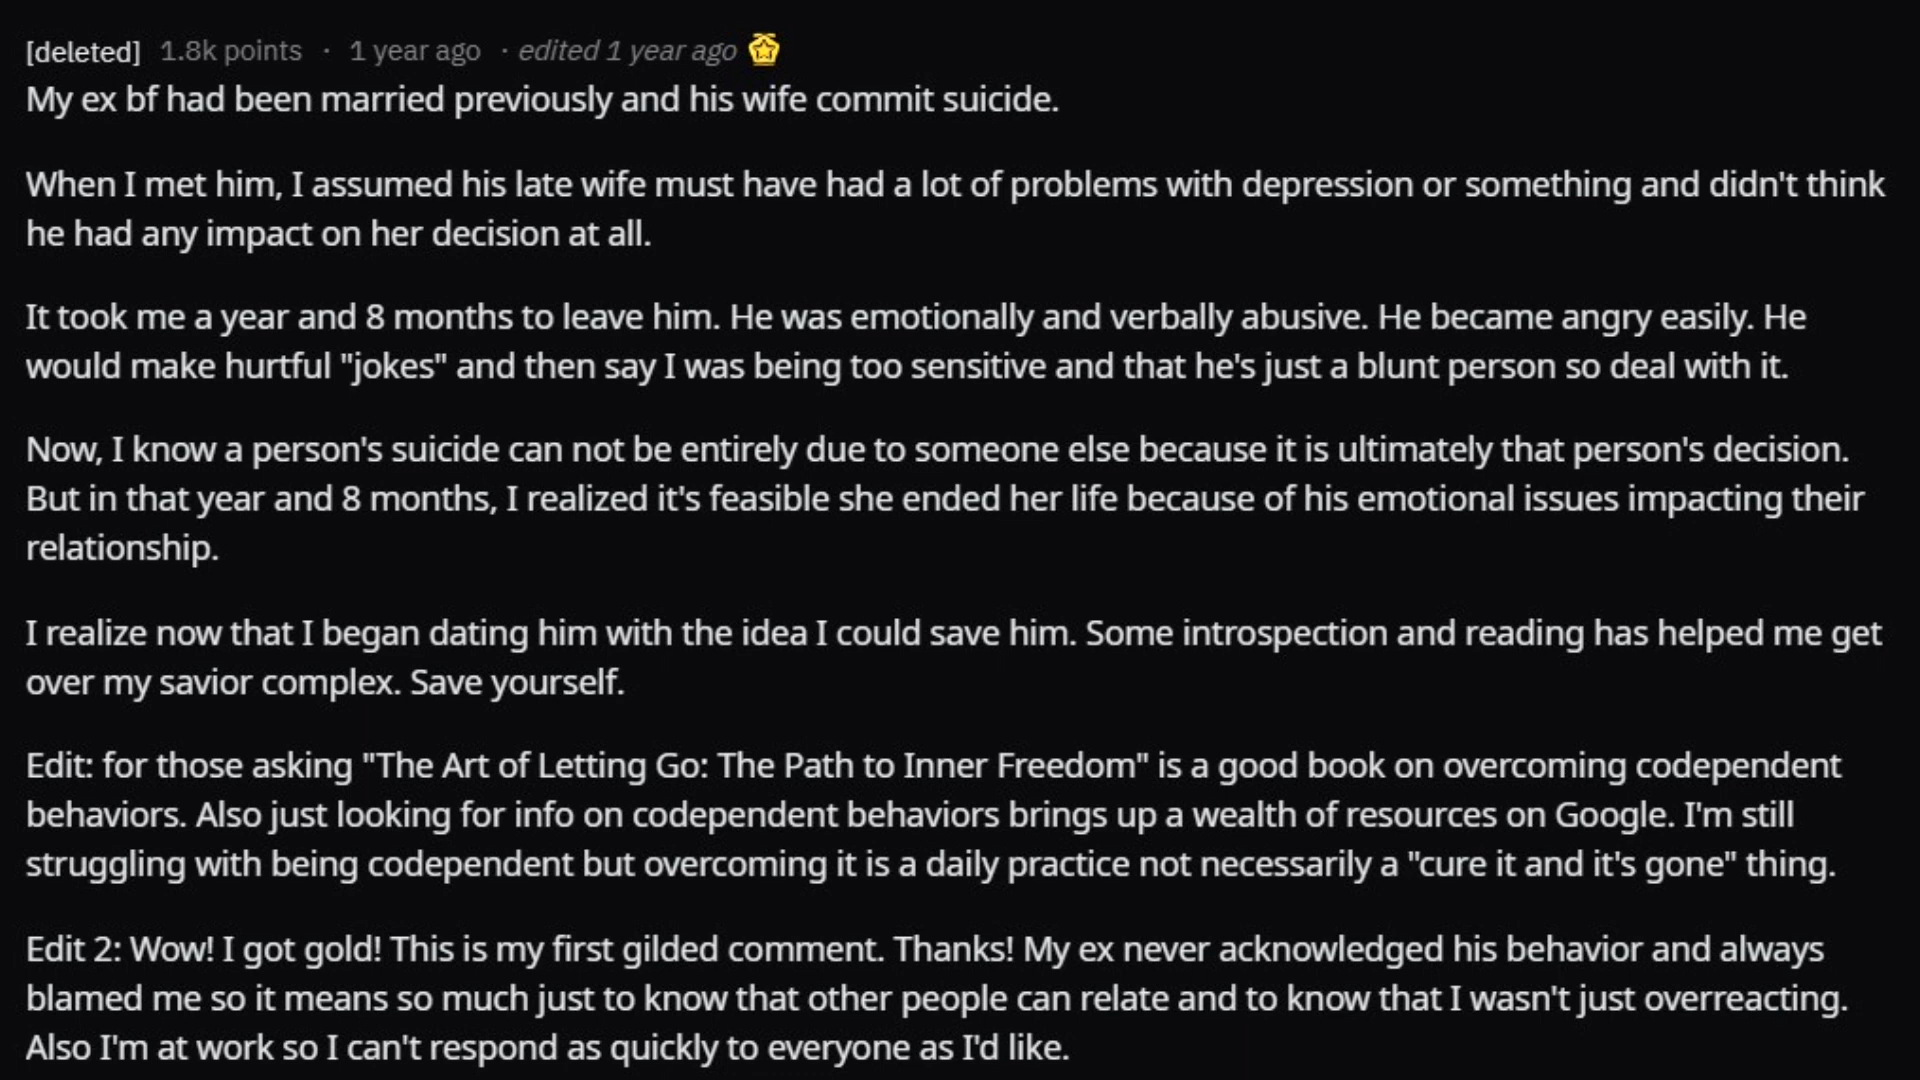 [deleted] 1.8k points · 1 year ago · edited 1 year ago
My ex bf had been married previously and his wife commit suicide.
When I met him, I assumed his late wife must have had a lot of problems with depression or something and didn't think
he had any impact on her decision at all.
It took me a year and 8 months to leave him. He was emotionally and verbally abusive. He became angry easily. He
would make hurtful "jokes" and then say I was being too sensitive and that he's just a blunt person so deal with it.
Now, I know a person's suicide can not be entirely due to someone else because it is ultimately that person's decision.
But in that year and 8 months, I realized it's feasible she ended her life because of his emotional issues impacting their
relationship.
I realize now that I began dating him with the idea I could save him. Some introspection and reading has helped me get
over my savior complex. Save yourself.
Edit: for those asking "The Art of Letting Go: The Path to Inner Freedom" is a good book on overcoming codependent
behaviors. Also just looking for info on codependent behaviors brings up a wealth of resources on Google. I'm still
struggling with being codependent but overcoming it is a daily practice not necessarily a "cure it and it's gone" thing.
Edit 2: Wow! I got gold! This is my first gilded comment. Thanks! My ex never acknowledged his behavior and always
blamed me so it means so much just to know that other people can relate and to know that I wasn't just overreacting.
Also I'm at work so I can't respond as quickly to everyone as I'd like.